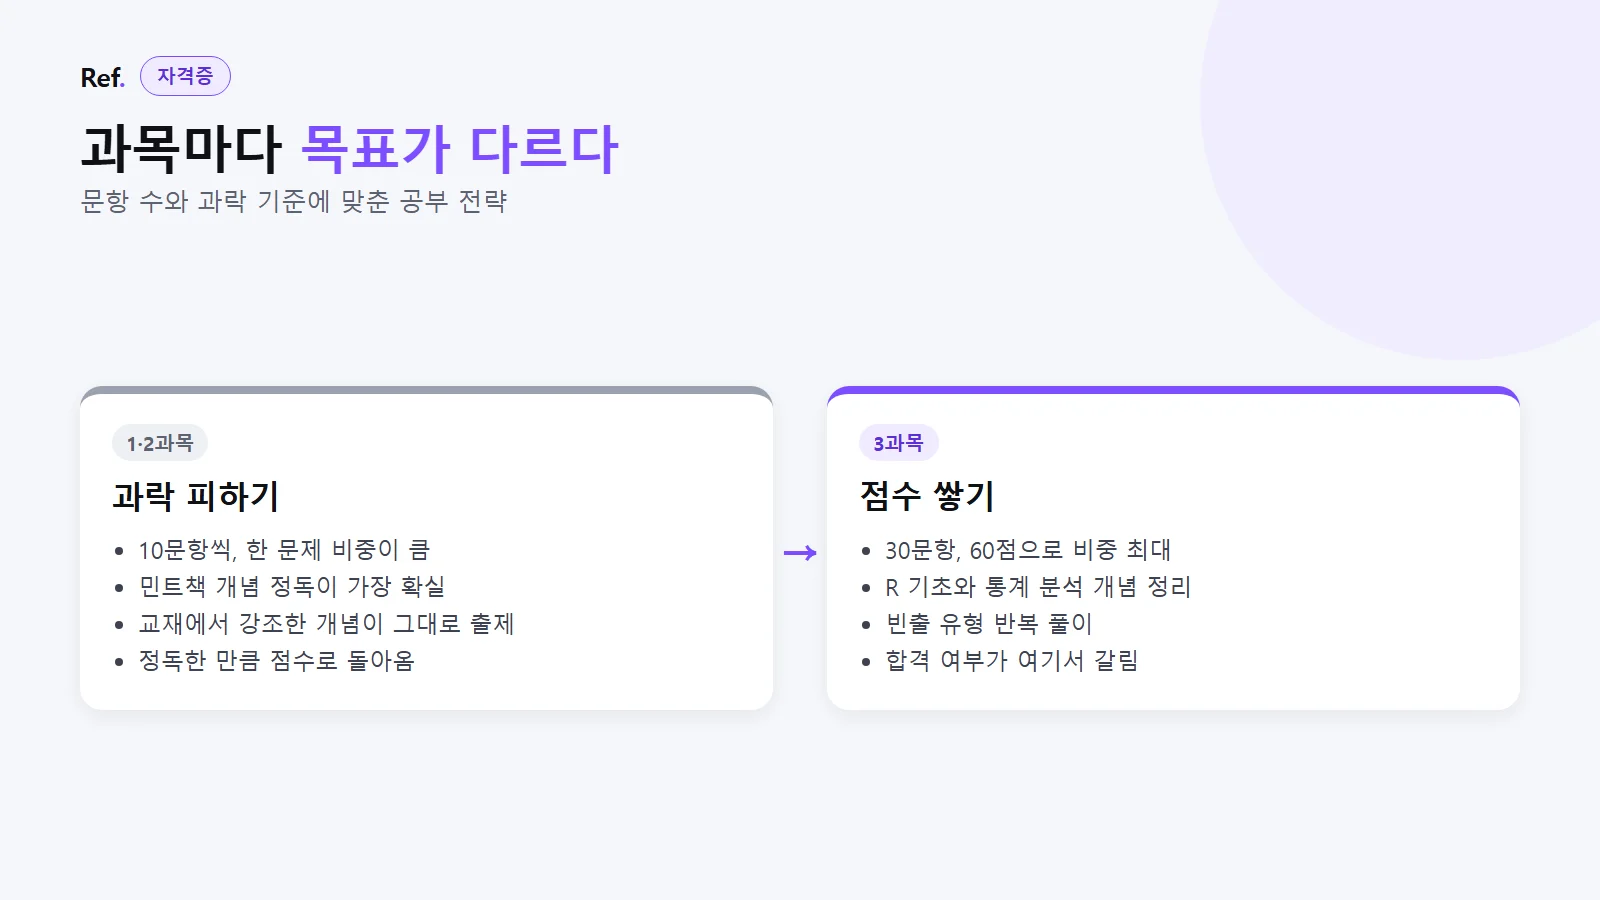 Ref. 자격증
과목마다 목표가 다르다
문항 수와 과락 기준에 맞춘 공부 전략
1·2과목
과락 피하기
• 10문항씩, 한 문제 비중이 큼
• 민트책 개념 정독이 가장 확실
• 교재에서 강조한 개념이 그대로 출제
• 정독한 만큼 점수로 돌아옴
→
3과목
점수 쌓기
• 30문항, 60점으로 비중 최대
• R 기초와 통계 분석 개념 정리
• 빈출 유형 반복 풀이
• 합격 여부가 여기서 갈림